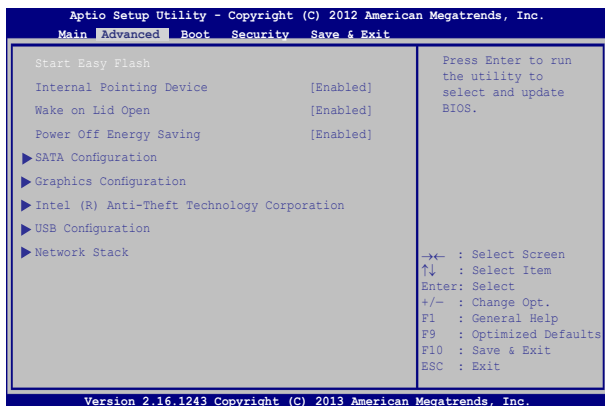 Aptio Setup Utility - Copyright (C) 2012 American Megatrends, Inc.
Main Advanced Boot Security Save & Exit
Start Easy Flash
Internal Pointing Device [Enabled]
Wake on Lid Open [Enabled]
Power Off Energy Saving [Enabled]
SATA Configuration
Graphics Configuration
Intel (R) Anti-Theft Technology Corporation
USB Configuration
Network Stack
Press Enter to run
the utility to
select and update
BIOS.
→← : Select Screen
↑↓ : Select Item
Enter: Select
+/— : Change Opt.
F1 : General Help
F9 : Optimized Defaults
F10 : Save & Exit
ESC : Exit
Version 2.16.1243 Copyright (C) 2013 American Megatrends, Inc.